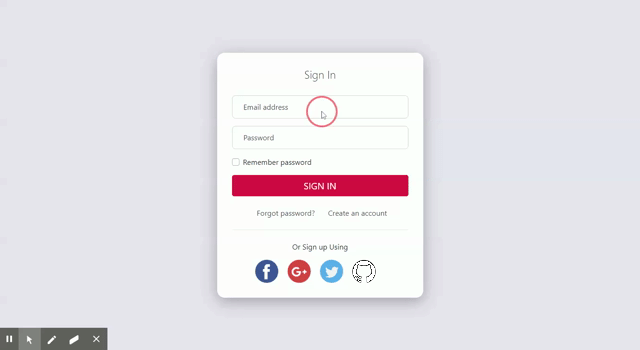 Sign In
Email address
Password
Remember password
SIGN IN
Forgot password? Create an account
Or Sign up Using
f G+